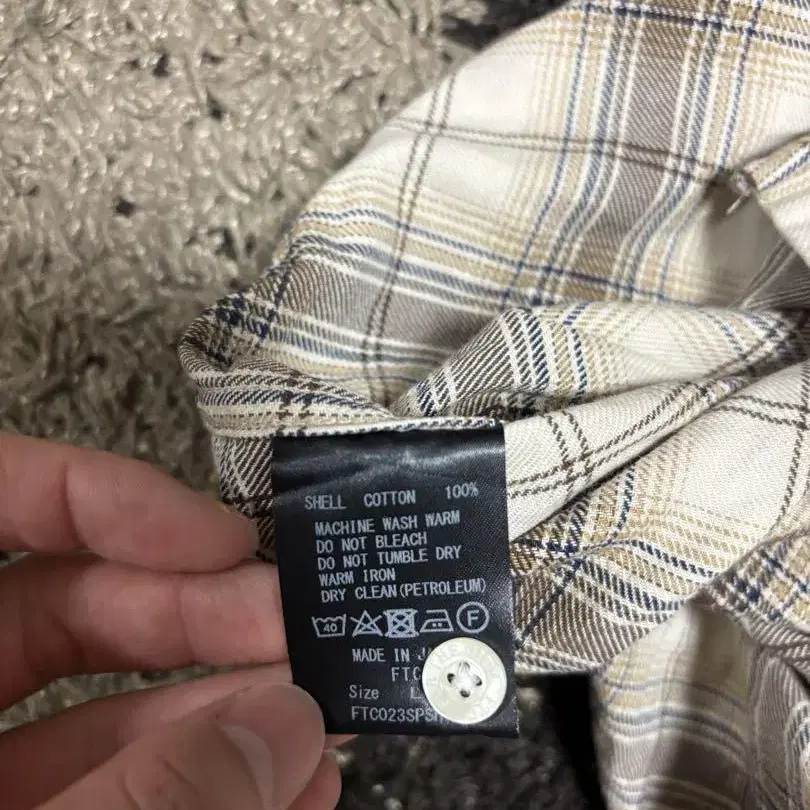 SHELL COTTON 100%
MACHINE WASH WARM
DO NOT BLEACH
DO NOT TUMBLE DRY
WARM IRON
DRY CLEAN(PETROLEUM)
40 F
MADE IN
FTC
Size L